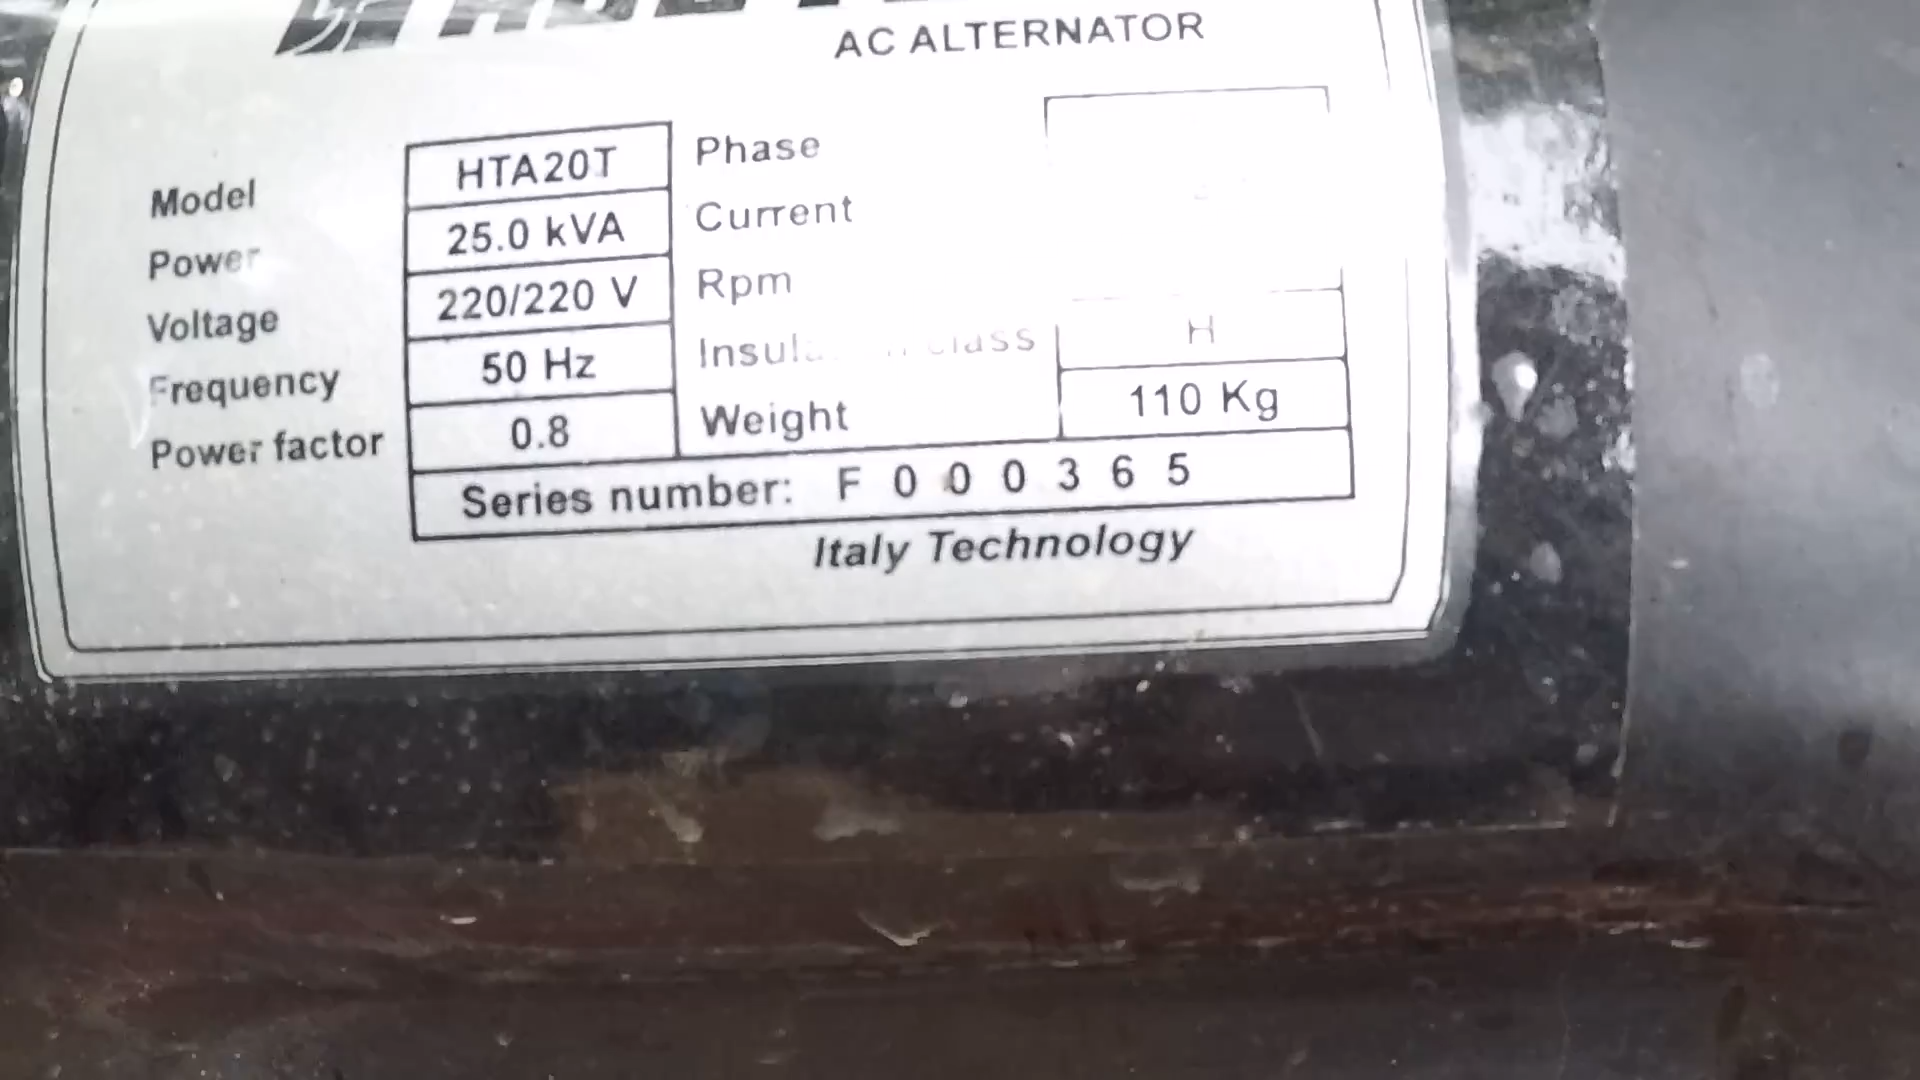 AC ALTERNATOR
Model HTA20T Phase
Power 25.0 kVA Current
Voltage 220/220 V Rpm
Frequency 50 Hz class H
Power factor 0.8 Weight 110 Kg
Series number: F 0 0 0 3 6 5
Italy Technology